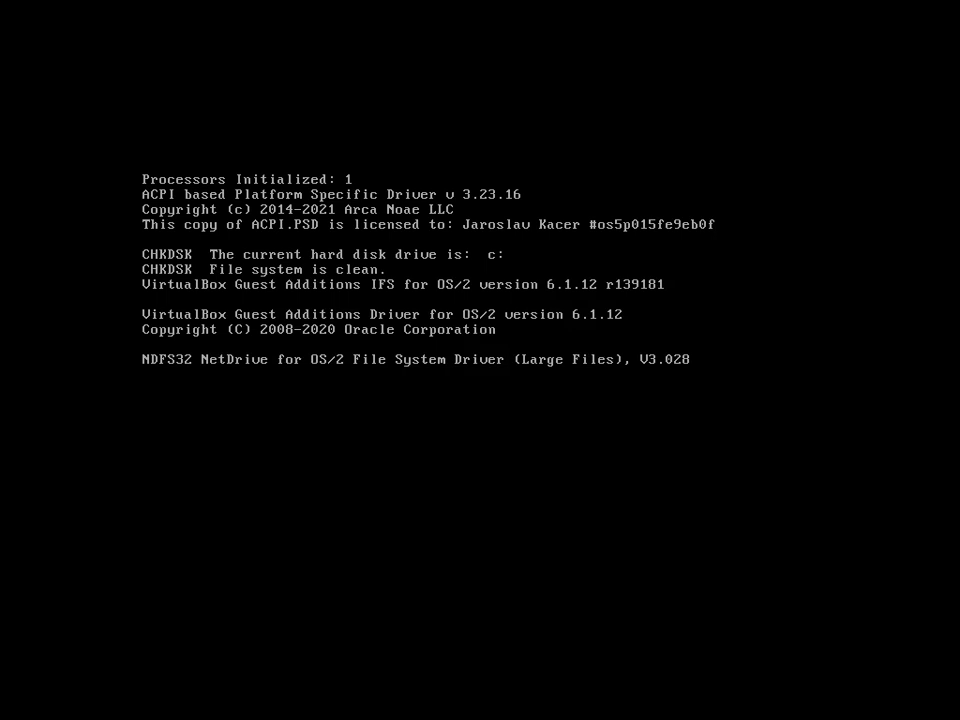 Processors Initialized: 1
ACPI based Platform Specific Driver v 3.23.16
Copyright (c) 2014-2021 Arca Noae LLC
This copy of ACPI.PSD is licensed to: Jaroslav Kacer #os5p015fe9eb0f
CHKDSK  The current hard disk drive is:  c:
CHKDSK  File system is clean.
VirtualBox Guest Additions IFS for OS/2 version 6.1.12 r139181
VirtualBox Guest Additions Driver for OS/2 version 6.1.12
Copyright (C) 2008-2020 Oracle Corporation
NDFS32 NetDrive for OS/2 File System Driver (Large Files), V3.028